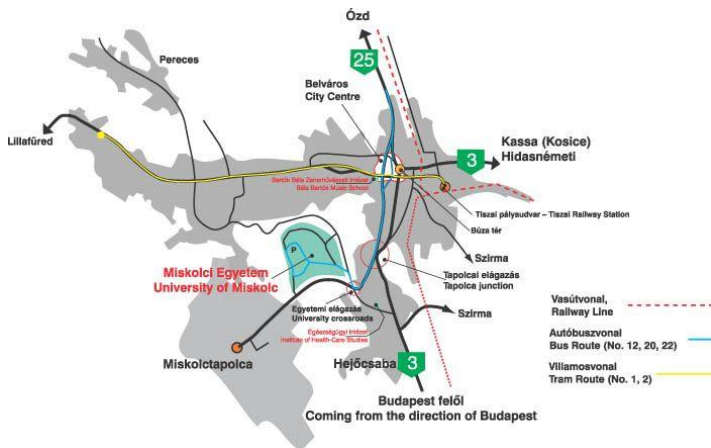 Ózd
25
Pereces
Belváros
City Centre
Lillafüred
3
Kassa (Kosice)
Hidasnémeti
Bartók Béla Zeneművészeti Intézet
Béla Bartók Music School
Tiszai pályaudvar – Tiszai Railway Station
Búza tér
Szirma
P
Miskolci Egyetem
University of Miskolc
Tapolcai elágazás
Tapolca junction
Egyetemi elágazás
University crossroads
Egészségügyi Intézet
Institute of Health-Care Studies
Szirma
Miskolctapolca
Hejőcsaba
3
Budapest felől
Coming from the direction of Budapest
Vasútvonal,
Railway Line
Autóbuszvonal
Bus Route (No. 12, 20, 22)
Villamosvonal
Tram Route (No. 1, 2)